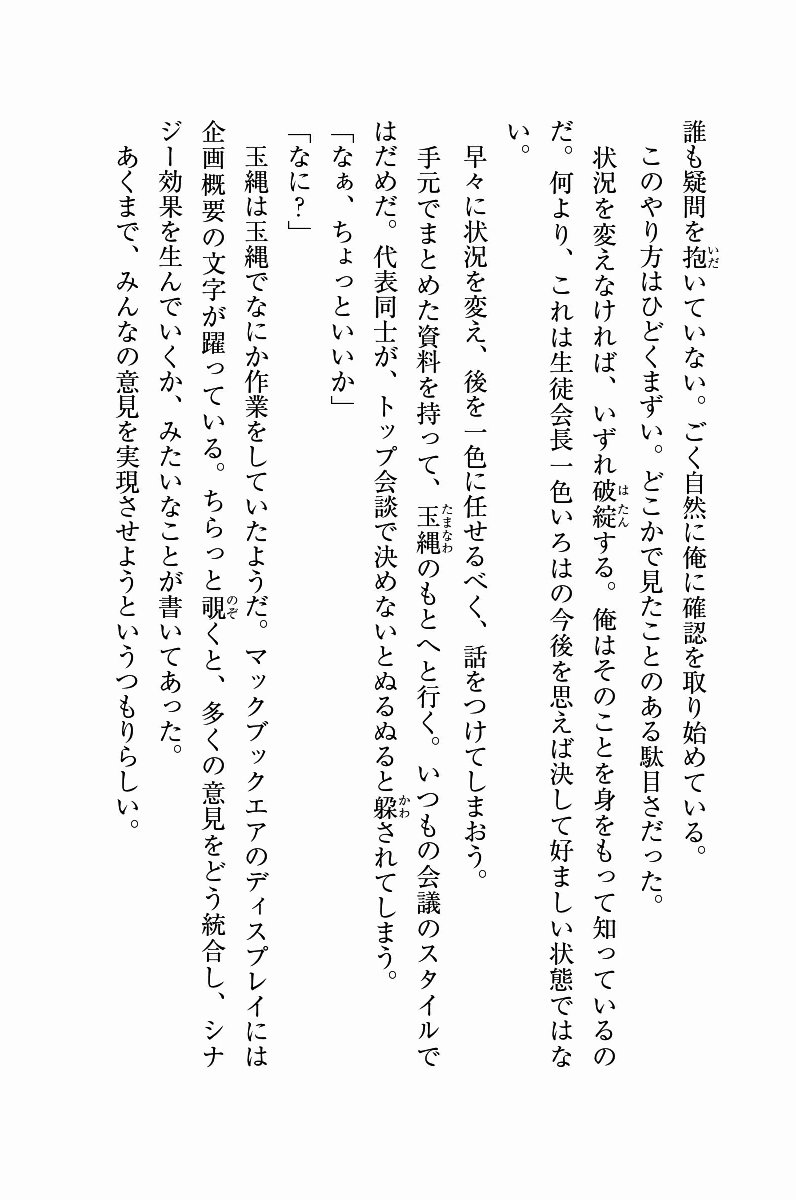 誰も疑問を抱いていない。ごく自然に俺に確認を取り始めている。
　このやり方はひどくまずい。どこかで見たことのある駄目さだった。
　状況を変えなければ、いずれ破綻する。俺はそのことを身をもって知っているの
だ。何より、これは生徒会長一色いろはの今後を思えば決して好ましい状態ではな
い。
　早々に状況を変え、後を一色に任せるべく、話をつけてしまおう。
　手元でまとめた資料を持って、玉縄のもとへと行く。いつもの会議のスタイルで
はだめだ。代表同士が、トップ会談で決めないとぬるぬると躱されてしまう。
「なぁ、ちょっといいか」
「なに？」
　玉縄は玉縄でなにか作業をしていたようだ。マックブックエアのディスプレイには
企画概要の文字が躍っている。ちらっと覗くと、多くの意見をどう統合し、シナ
ジー効果を生んでいくか、みたいなことが書いてあった。
　あくまで、みんなの意見を実現させようというつもりらしい。